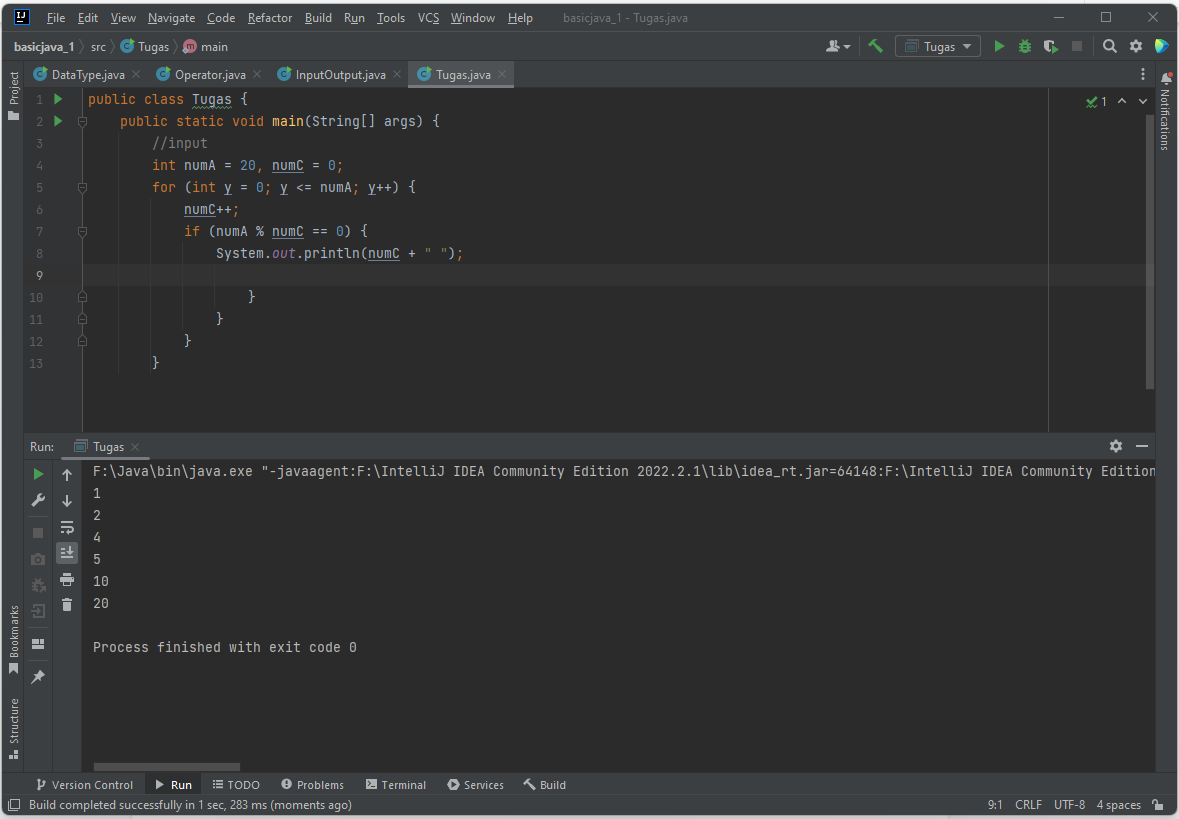 File Edit View Navigate Code Refactor Build Run Tools VCS Window Help basicjava_1 - Tugas.java
basicjava_1 src Tugas main Tugas
Project
DataType.java Operator.java InputOutput.java Tugas.java
Notifications
1 public class Tugas {
2 public static void main(String[] args) {
3 //input
4 int numA = 20, numC = 0;
5 for (int y = 0; y <= numA; y++) {
6 numC++;
7 if (numA % numC == 0) {
8 System.out.println(numC + " ");
9
10 }
11 }
12 }
13 }
1
Run: Tugas
F:\Java\bin\java.exe "-javaagent:F:\IntelliJ IDEA Community Edition 2022.2.1\lib\idea_rt.jar=64148:F:\IntelliJ IDEA Community Edition
1
2
4
5
10
20
Process finished with exit code 0
Bookmarks
Structure
Version Control Run TODO Problems Terminal Services Build
Build completed successfully in 1 sec, 283 ms (moments ago) 9:1 CRLF UTF-8 4 spaces